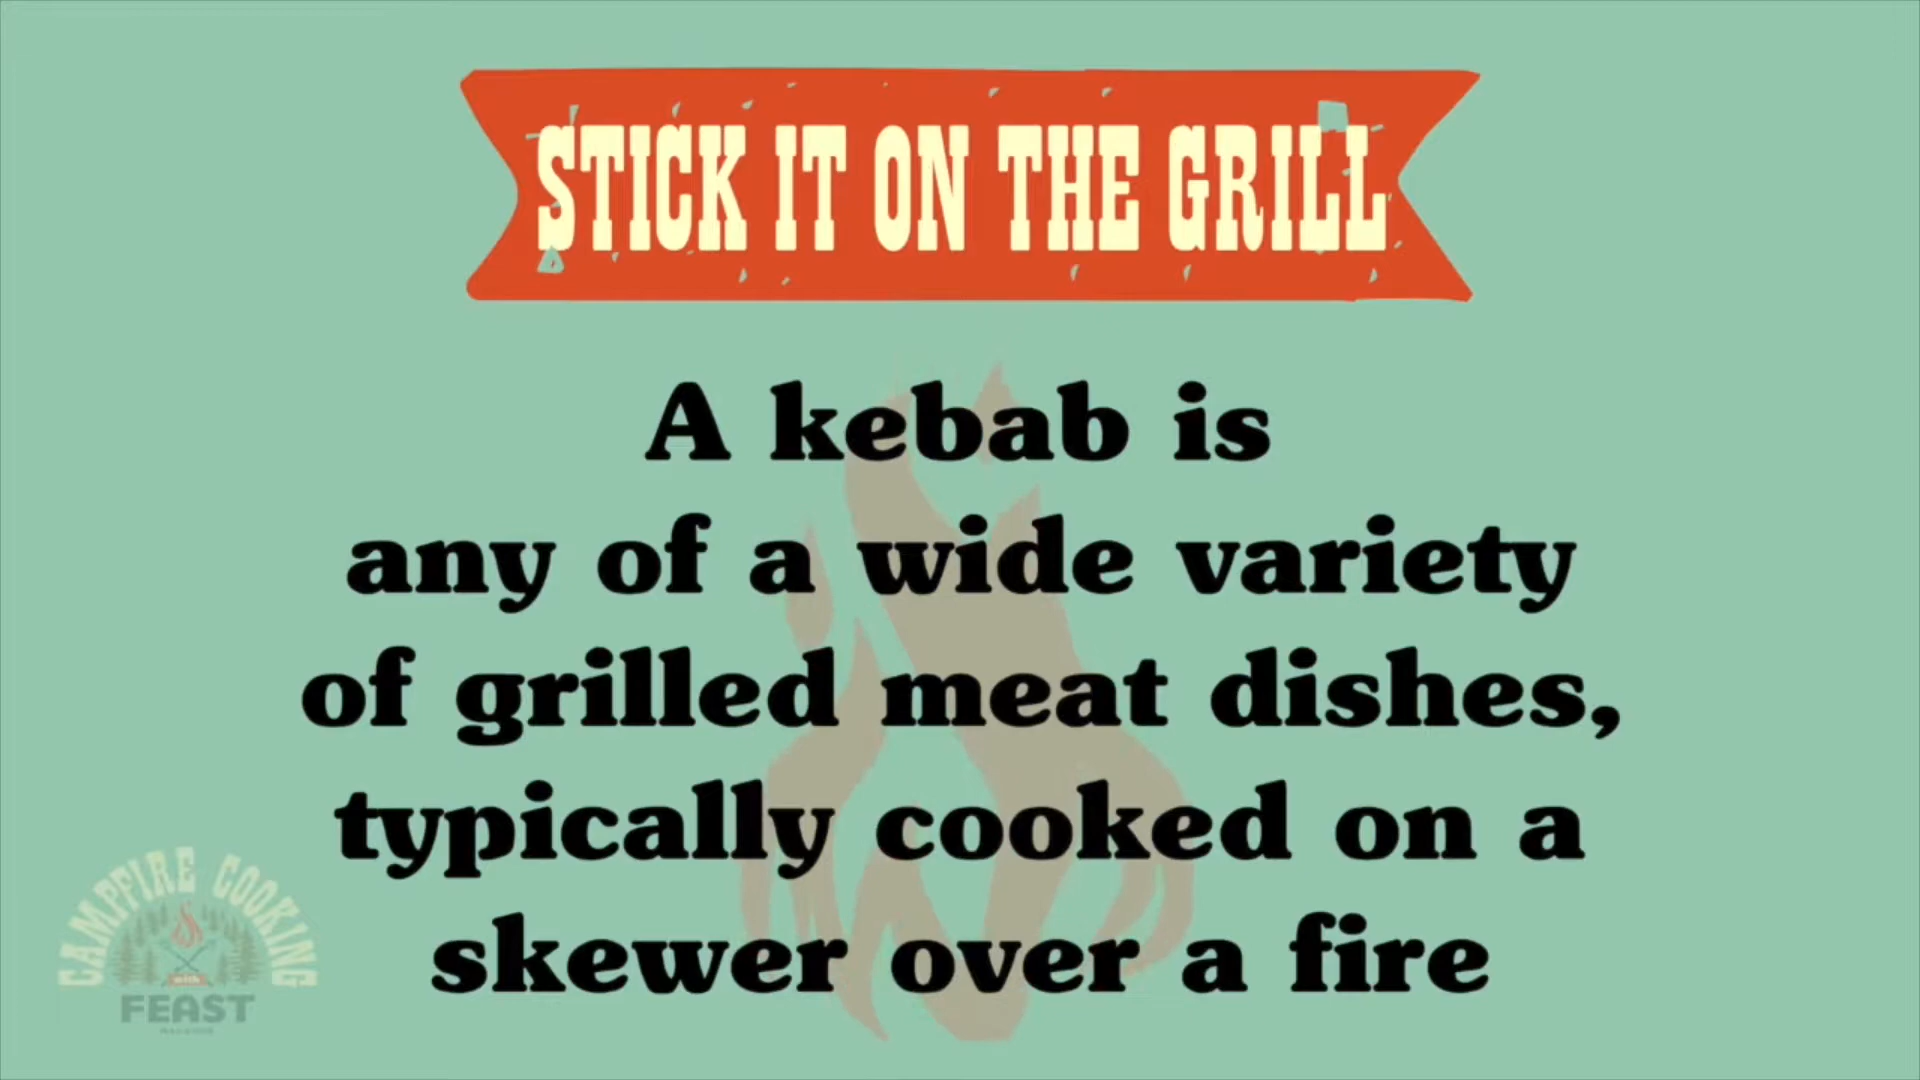 STICK IT ON THE GRILL
A kebab is
any of a wide variety
of grilled meat dishes,
typically cooked on a
skewer over a fire
CAMPFIRE COOKING
with
FEAST